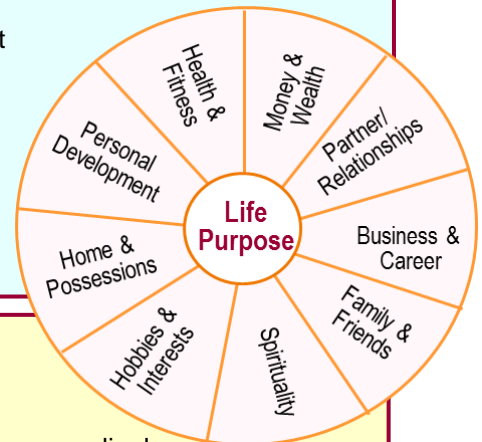 t
Health &
Fitness
Money &
Wealth
Partner/
Relationships
Personal
Development
Life
Purpose
Business &
Career
Home &
Possessions
Family &
Friends
Hobbies &
Interests
Spirituality